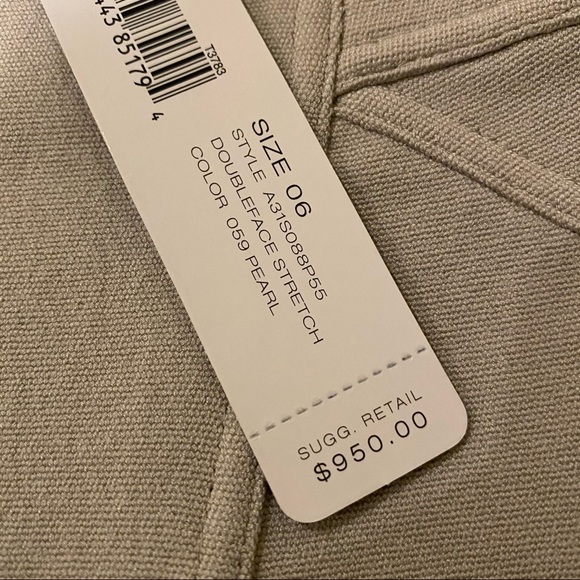 443 85179 4
T3783
SIZE 06
STYLE A31S088P55
DOUBLEFACE STRETCH
COLOR 059 PEARL
SUGG. RETAIL
$950.00